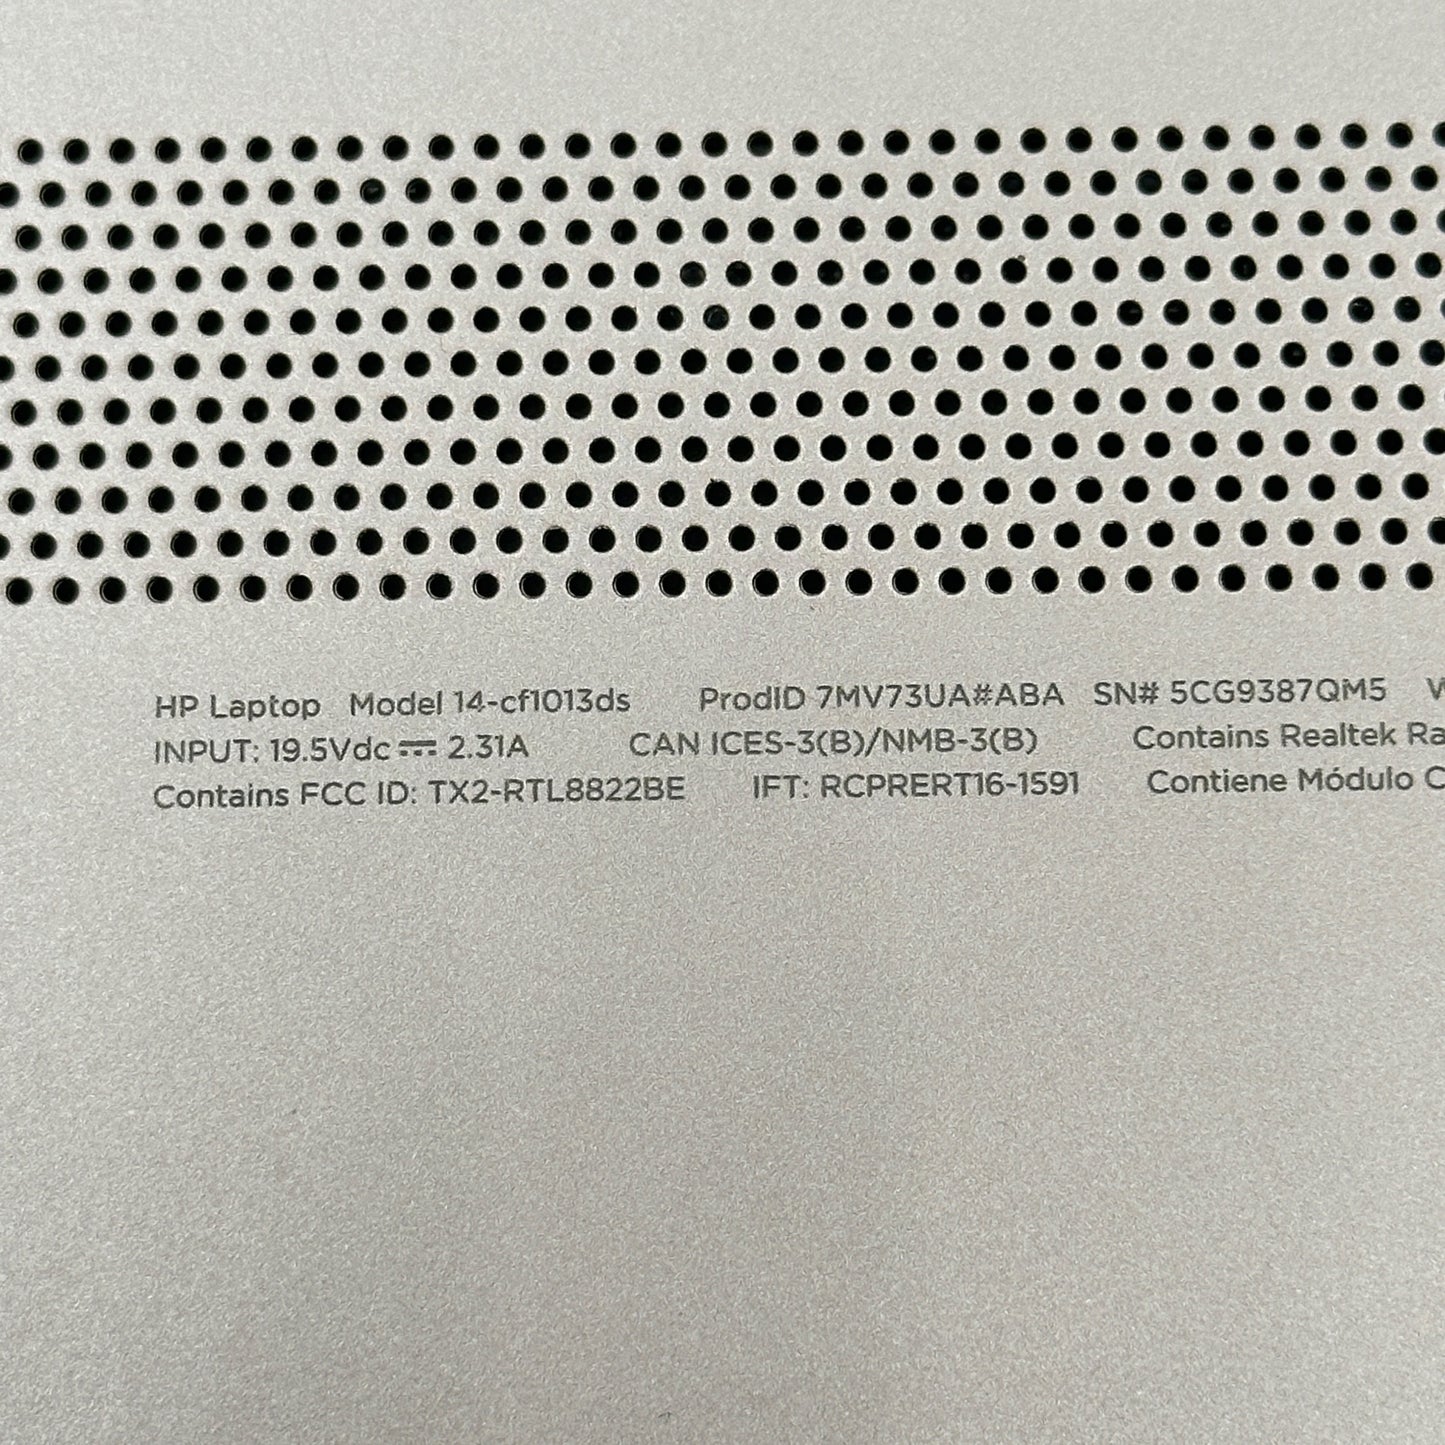 HP Laptop Model 14-cf1013ds ProdID 7MV73UA#ABA SN# 5CG9387QM5
INPUT: 19.5Vdc ⎓ 2.31A CAN ICES-3(B)/NMB-3(B) Contains Realtek
Contains FCC ID: TX2-RTL8822BE IFT: RCPRERT16-1591 Contiene Módulo